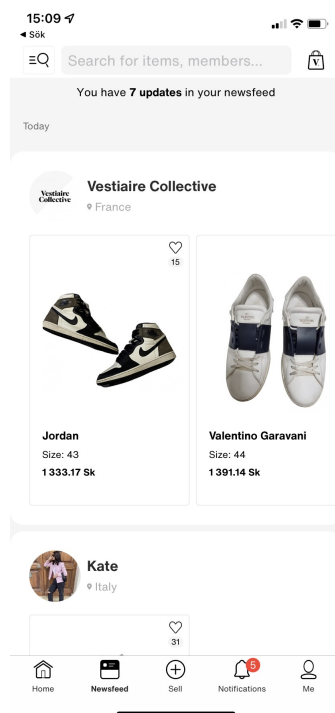 15:09
◀ Sök
Search for items, members...
V
You have 7 updates in your newsfeed
Today
Vestiaire
Collective
Vestiaire Collective
France
15
Jordan
Size: 43
1 333.17 Sk
Valentino Garavani
Size: 44
1 391.14 Sk
Kate
Italy
31
5
Home
Newsfeed
Sell
Notifications
Me